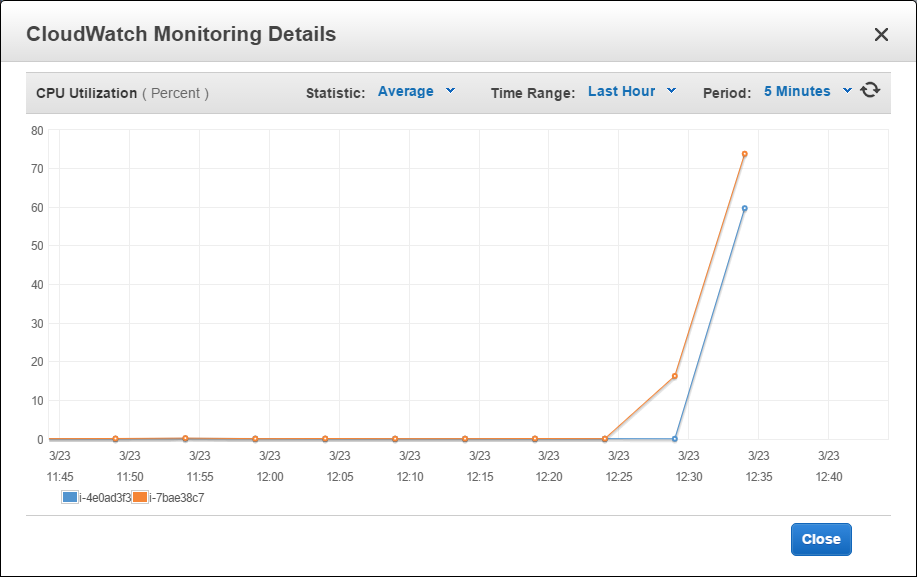 CloudWatch Monitoring Details
CPU Utilization ( Percent ) Statistic: Average Time Range: Last Hour Period: 5 Minutes
80
70
60
50
40
30
20
10
0
3/23 3/23 3/23 3/23 3/23 3/23 3/23 3/23 3/23 3/23 3/23 3/23
11:45 11:50 11:55 12:00 12:05 12:10 12:15 12:20 12:25 12:30 12:35 12:40
i-4e0ad3f3 i-7bae38c7
Close